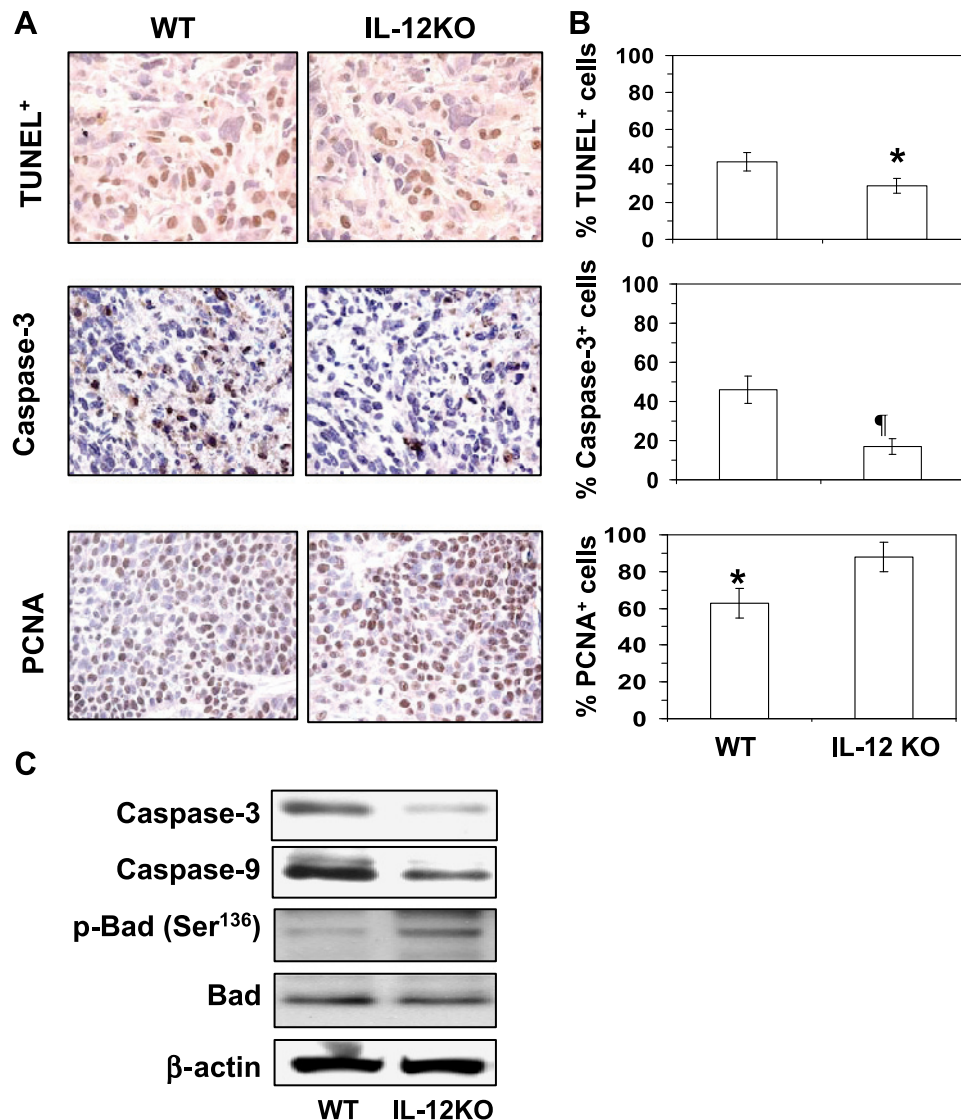 A
WT
IL-12KO
TUNEL⁺
Caspase-3
PCNA
B
% TUNEL⁺ cells
100
80
60
40
20
0
*
% Caspase-3⁺ cells
100
80
60
40
20
0
¶
% PCNA⁺ cells
100
80
60
40
20
0
*
WT
IL-12 KO
C
Caspase-3
Caspase-9
p-Bad (Ser¹³⁶)
Bad
β-actin
WT
IL-12KO